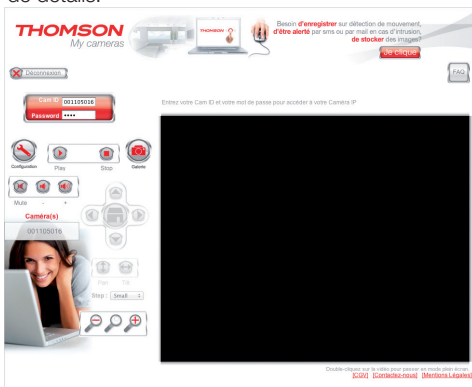 de détails.
THOMSON
My cameras
THOMSON
Besoin d'enregistrer sur détection de mouvement,
d'être alerté par sms ou par mail en cas d'intrusion,
de stocker des images?
Je clique
Déconnexion
FAQ
Cam ID 001105016
Password ••••
Entrez votre Cam ID et votre mot de passe pour accéder à votre Caméra IP
Configuration
Play
Stop
Galerie
Mute - +
Caméra(s)
001105016
Pan
Tilt
Step : Small
Double-cliquez sur la vidéo pour passer en mode plein écran.
[CGV] [Contactez-nous] [Mentions Légales]